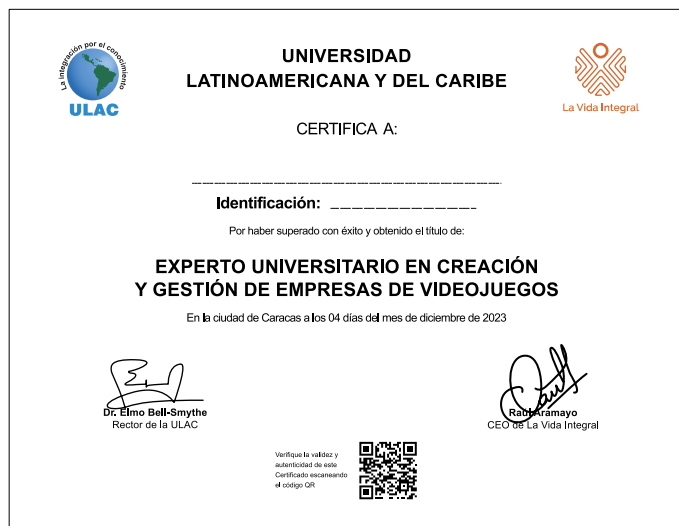 La integración por el conocimiento
ULAC
UNIVERSIDAD
LATINOAMERICANA Y DEL CARIBE
La Vida Integral
CERTIFICA A:
Identificación:
Por haber superado con éxito y obtenido el título de:
EXPERTO UNIVERSITARIO EN CREACIÓN
Y GESTIÓN DE EMPRESAS DE VIDEOJUEGOS
En la ciudad de Caracas a los 04 días del mes de diciembre de 2023
Dr. Elmo Bell-Smythe
Rector de la ULAC
Raúl Aramayo
CEO de La Vida Integral
Verifique la validez y
autenticidad de este
Certificado escaneando
el código QR